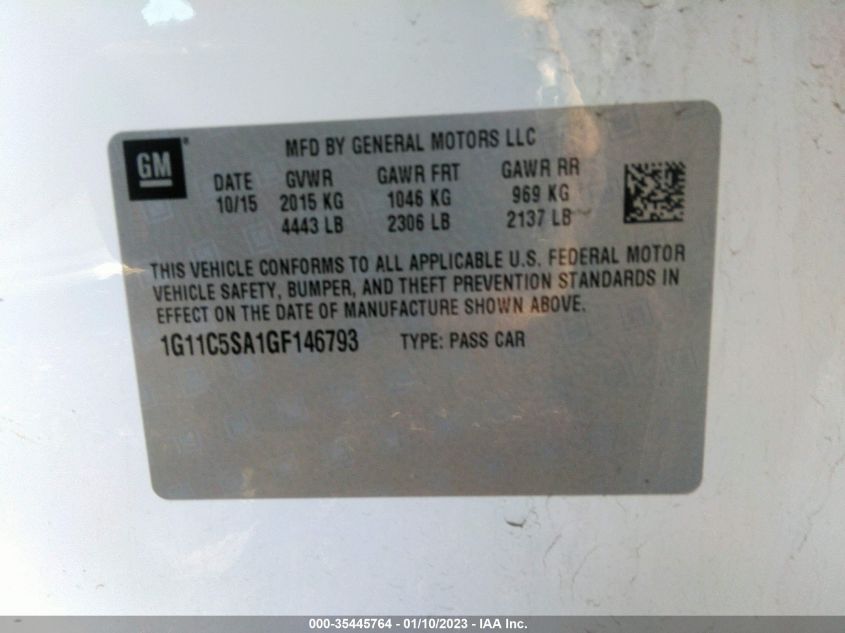 GM®
MFD BY GENERAL MOTORS LLC
DATE GVWR GAWR FRT GAWR RR
10/15 2015 KG 1046 KG 969 KG
4443 LB 2306 LB 2137 LB
THIS VEHICLE CONFORMS TO ALL APPLICABLE U.S. FEDERAL MOTOR
VEHICLE SAFETY, BUMPER, AND THEFT PREVENTION STANDARDS IN
EFFECT ON THE DATE OF MANUFACTURE SHOWN ABOVE.
1G11C5SA1GF146793 TYPE: PASS CAR
000-35445764 - 01/10/2023 - IAA Inc.